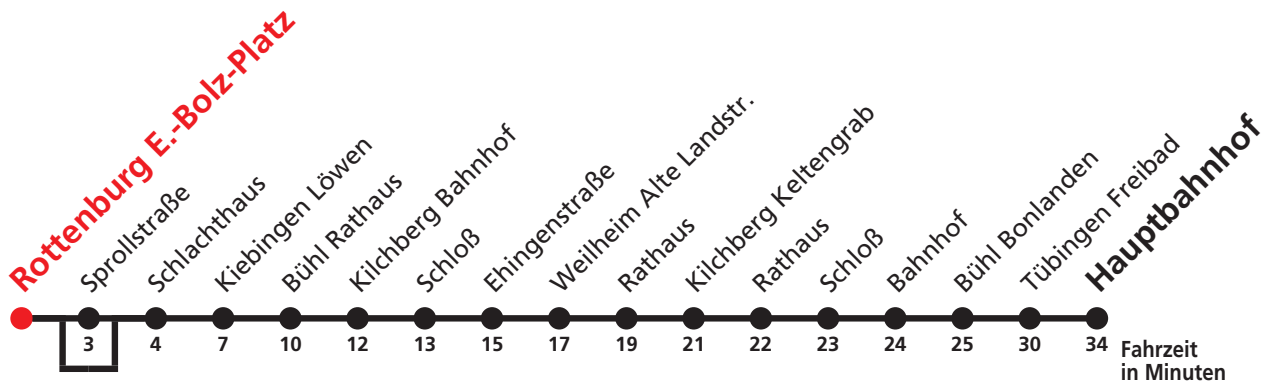 Rottenburg E.-Bolz-Platz
Sprollstraße
Schlachthaus
Kiebingen Löwen
Bühl Rathaus
Kilchberg Bahnhof
Schloß
Ehingenstraße
Weilheim Alte Landstr.
Rathaus
Kilchberg Keltengrab
Rathaus
Schloß
Bahnhof
Bühl Bonlanden
Tübingen Freibad
Hauptbahnhof
3 4 7 10 12 13 15 17 19 21 22 23 24 25 30 34
Fahrzeit
in Minuten